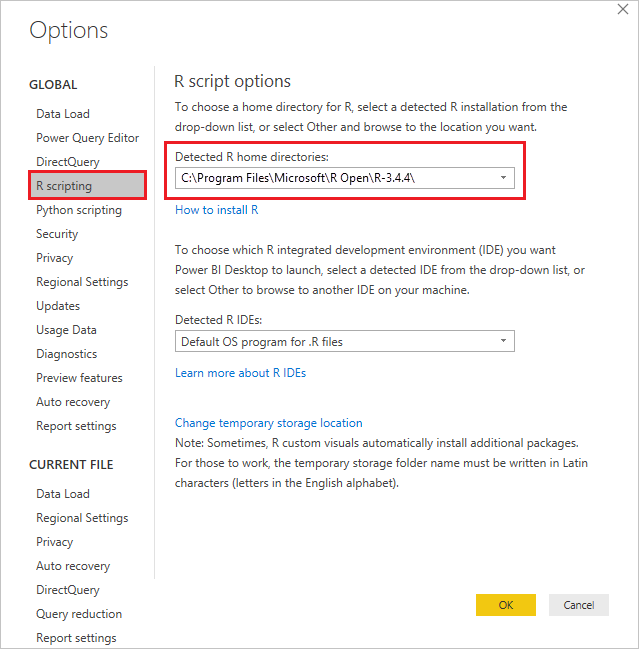 Options
GLOBAL
Data Load
Power Query Editor
DirectQuery
R scripting
Python scripting
Security
Privacy
Regional Settings
Updates
Usage Data
Diagnostics
Preview features
Auto recovery
Report settings
CURRENT FILE
Data Load
Regional Settings
Privacy
Auto recovery
DirectQuery
Query reduction
Report settings
R script options
To choose a home directory for R, select a detected R installation from the
drop-down list, or select Other and browse to the location you want.
Detected R home directories:
C:\Program Files\Microsoft\R Open\R-3.4.4\
How to install R
To choose which R integrated development environment (IDE) you want
Power BI Desktop to launch, select a detected IDE from the drop-down list, or
select Other to browse to another IDE on your machine.
Detected R IDEs:
Default OS program for .R files
Learn more about R IDEs
Change temporary storage location
Note: Sometimes, R custom visuals automatically install additional packages.
For those to work, the temporary storage folder name must be written in Latin
characters (letters in the English alphabet).
OK
Cancel